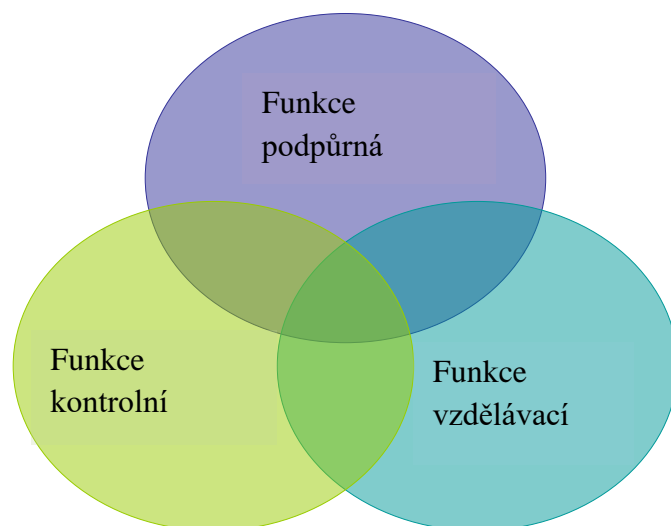 Funkce
podpůrná
Funkce
kontrolní
Funkce
vzdělávací